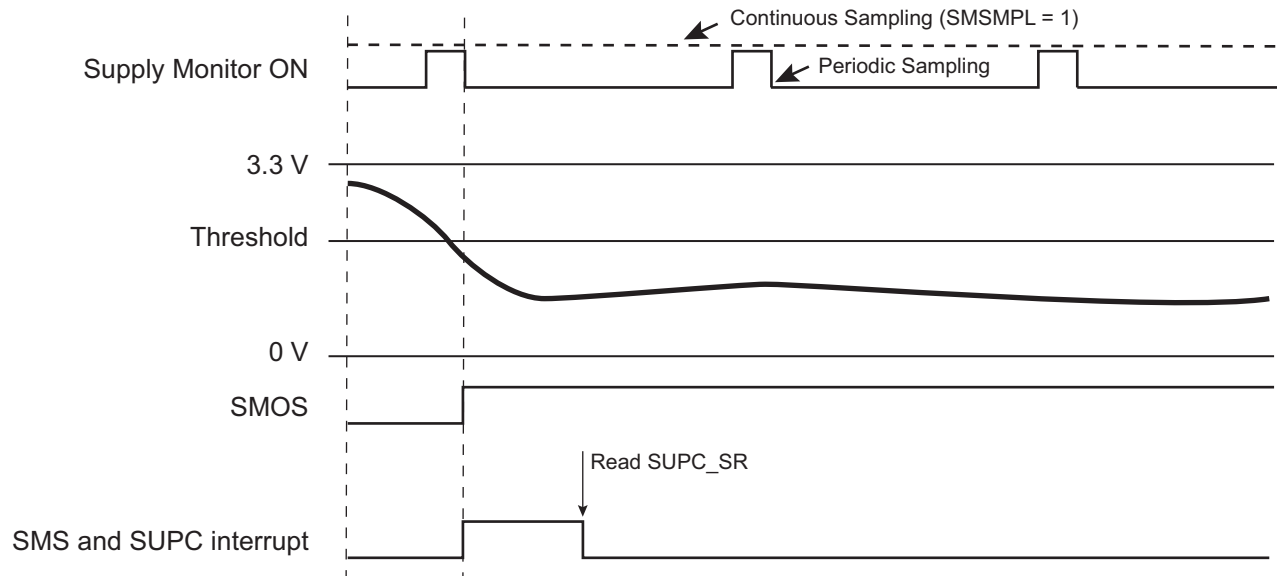 Continuous Sampling (SMSMPL = 1)
Supply Monitor ON
Periodic Sampling
3.3 V
Threshold
0 V
SMOS
Read SUPC_SR
SMS and SUPC interrupt